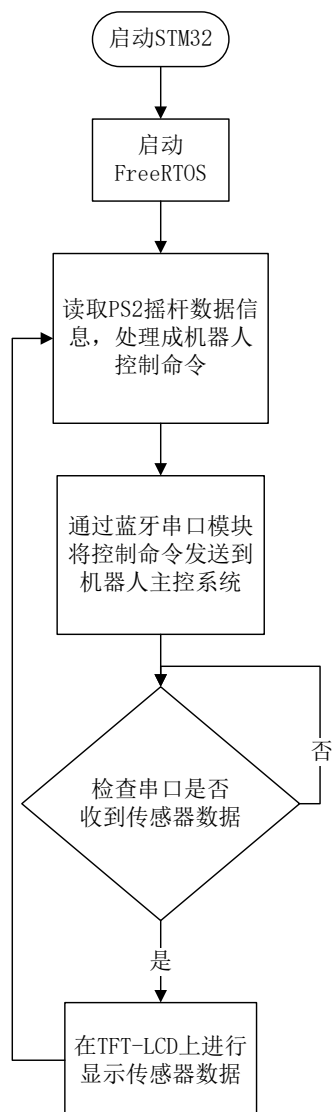 启动STM32
启动
FreeRTOS
读取PS2摇杆数据信
息，处理成机器人
控制命令
通过蓝牙串口模块
将控制命令发送到
机器人主控系统
否
检查串口是否
收到传感器数据
是
在TFT-LCD上进行
显示传感器数据